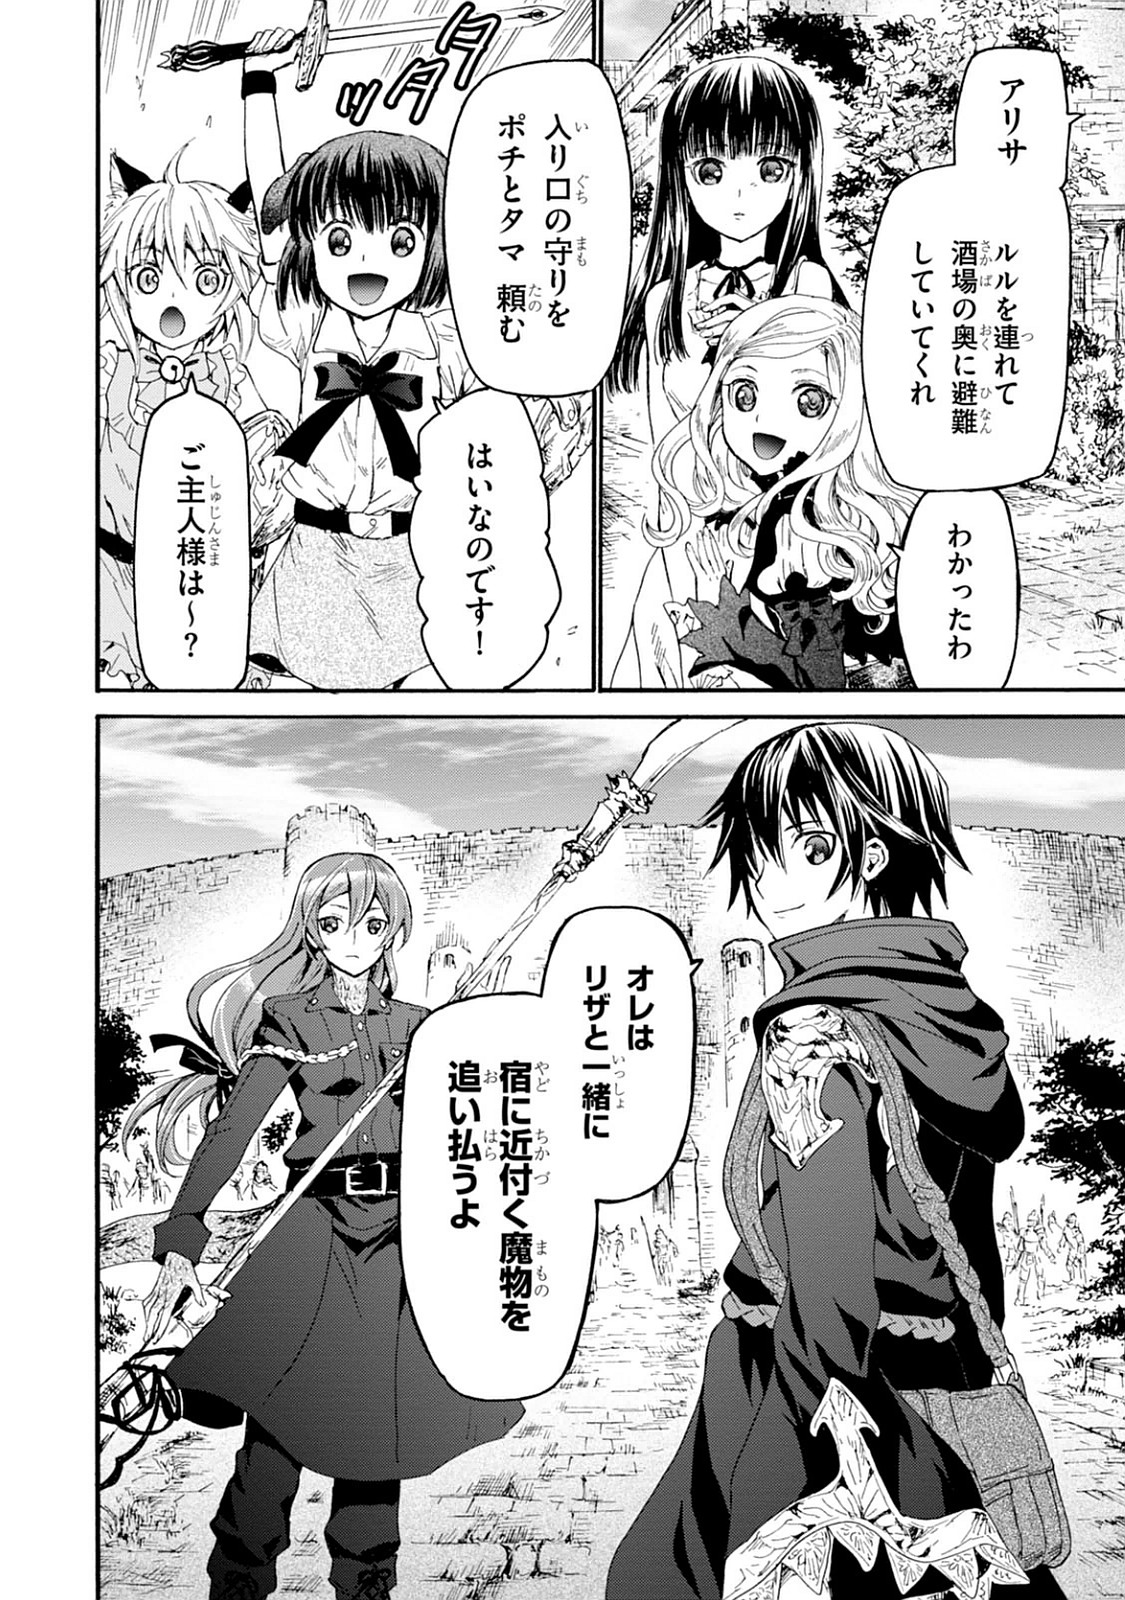 アリサ
ルルを連れて
酒場の奥に避難
していてくれ
わかったわ
入り口の守りを
ポチとタマ 頼む
はいなのです！
ご主人様は〜？
タタッ
オレは
リザと一緒に
宿に近付く魔物を
追い払うよ